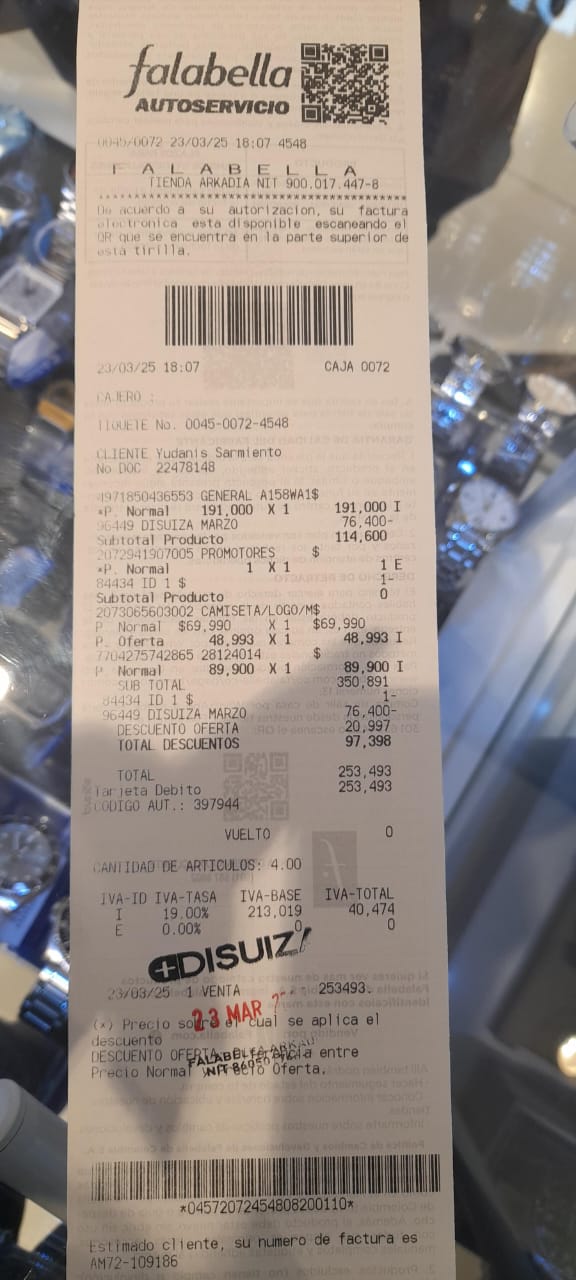 falabella
AUTOSERVICIO
0045/0072 23/03/25 18:07 4548
F A L A B E L L A
TIENDA ARKADIA NIT 900.017.447-8
****************************************
De acuerdo a su autorizacion, su factura
electronica esta disponible escaneando el
QR que se encuentra en la parte superior de
esta tirilla.
23/03/25 18:07 CAJA 0072
CAJERO :
TIQUETE No. 0045-0072-4548
CLIENTE Yudanis Sarmiento
No DOC 22478148
4971850436553 GENERAL A158WA1$
*P. Normal 191,000 X 1 191,000 I
96449 DISUIZA MARZO 76,400-
Subtotal Producto 114,600
2072941907005 PROMOTORES $
*P. Normal 1 X 1 1 E
84434 ID 1 $ 1-
Subtotal Producto 0
2073065603002 CAMISETA/LOGO/M$
P Normal $69,990 X 1 $69,990
P. Oferta 48,993 X 1 48,993 I
7704275742865 28124014 $
P Normal 89,900 X 1 89,900 I
SUB TOTAL 350,891
84434 ID 1 $ 1-
96449 DISUIZA MARZO 76,400-
DESCUENTO OFERTA 20,997
TOTAL DESCUENTOS 97,398
TOTAL 253,493
Tarjeta Debito 253,493
CODIGO AUT.: 397944
VUELTO 0
CANTIDAD DE ARTICULOS: 4.00
IVA-ID IVA-TASA IVA-BASE IVA-TOTAL
I 19.00% 213,019 40,474
E 0.00% 0 0
DISUIZ
23/03/25 1 VENTA 253493.
23 MAR
(*) Precio sobre el cual se aplica el
descuento
DESCUENTO OFERTA: Diferencia entre
FALABELLA
NIT
Precio Normal y Precio Oferta.
*04572072454808200110*
Estimado cliente, su numero de factura es
AM72-109186